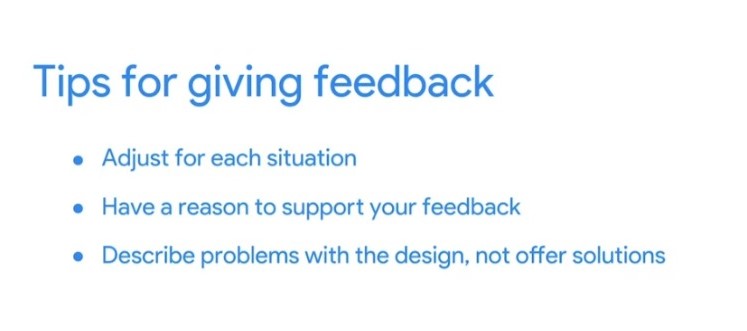 Tips for giving feedback
● Adjust for each situation
● Have a reason to support your feedback
● Describe problems with the design, not offer solutions